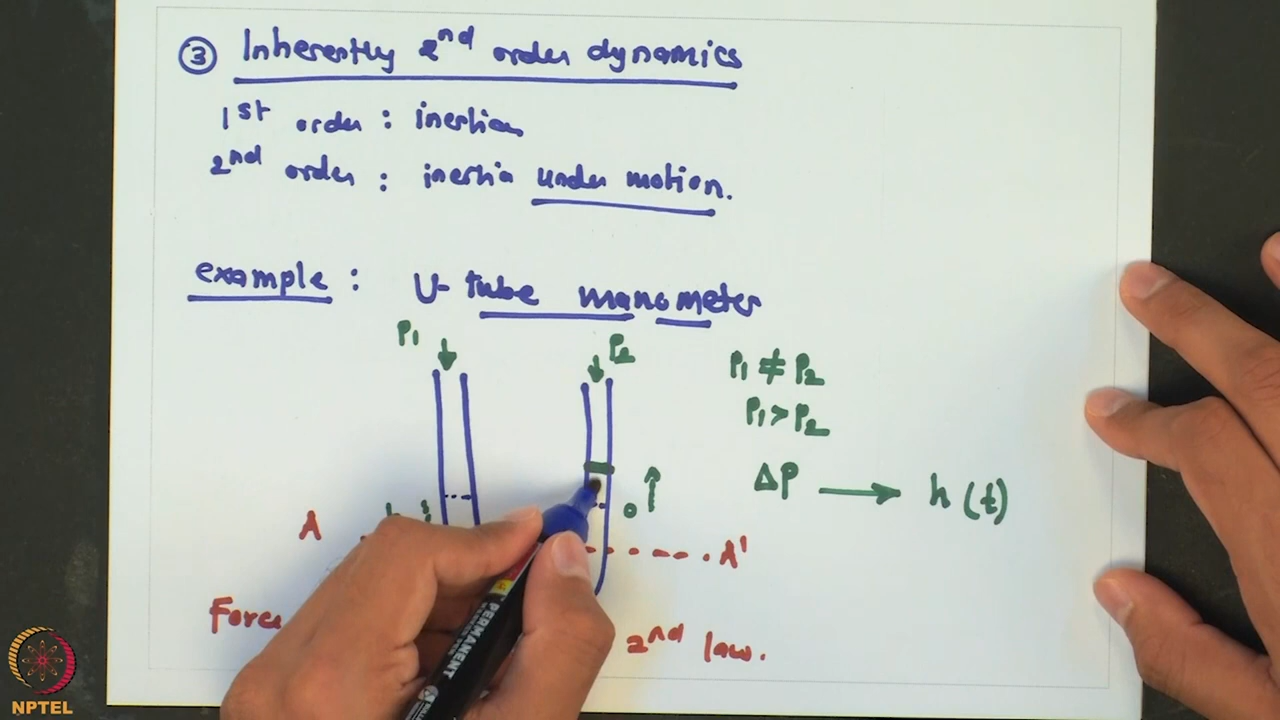 ③ Inherently 2nd order dynamics
1st order : inertia
2nd order : inertia under motion.
example : U-tube manometer
P1 P2
P1 ≠ P2
P1 > P2
ΔP → h(t)
A h 0 A'
Force 2nd law.
PERMANENT
NPTEL